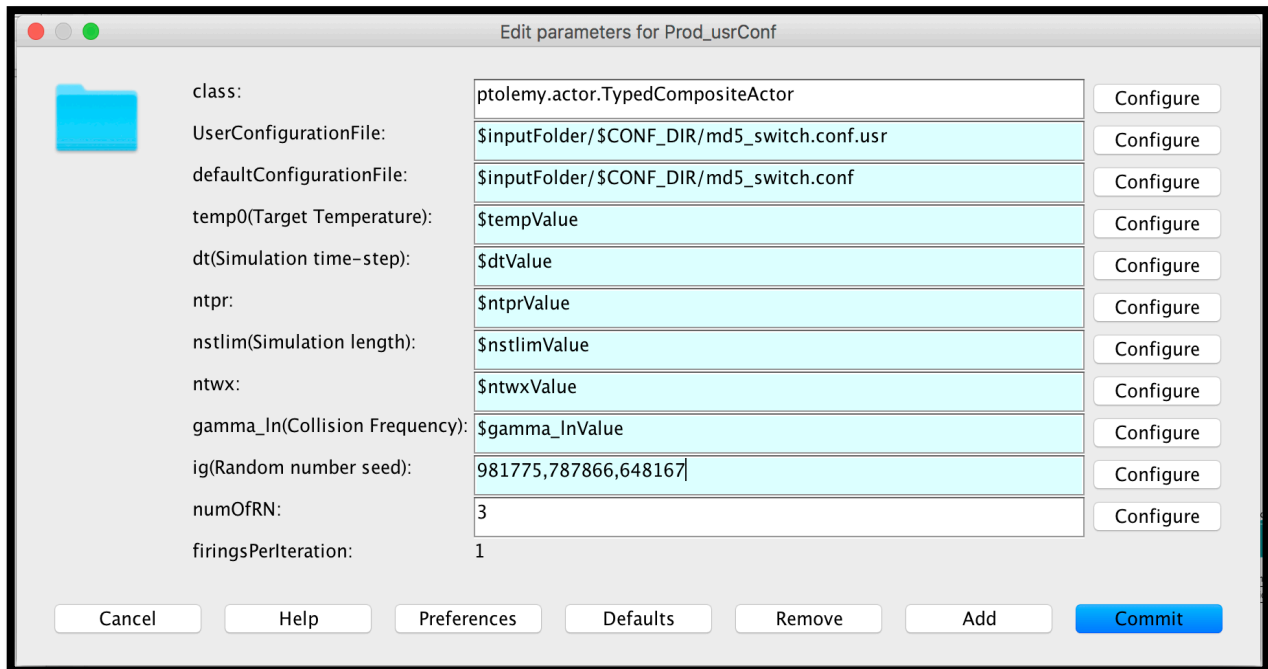 Edit parameters for Prod_usrConf
class: ptolemy.actor.TypedCompositeActor Configure
UserConfigurationFile: $inputFolder/$CONF_DIR/md5_switch.conf.usr Configure
defaultConfigurationFile: $inputFolder/$CONF_DIR/md5_switch.conf Configure
temp0(Target Temperature): $tempValue Configure
dt(Simulation time-step): $dtValue Configure
ntpr: $ntprValue Configure
nstlim(Simulation length): $nstlimValue Configure
ntwx: $ntwxValue Configure
gamma_ln(Collision Frequency): $gamma_lnValue Configure
ig(Random number seed): 981775,787866,648167 Configure
numOfRN: 3 Configure
firingsPerIteration: 1
Cancel Help Preferences Defaults Remove Add Commit